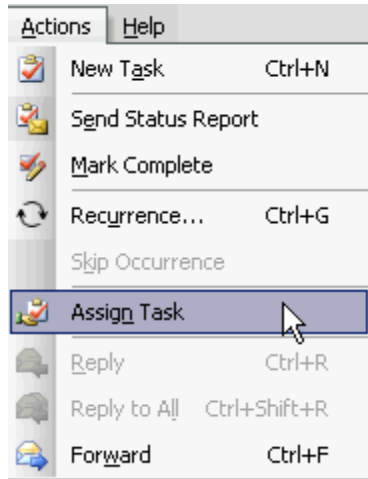 Actions Help
New Task Ctrl+N
Send Status Report
Mark Complete
Recurrence... Ctrl+G
Skip Occurrence
Assign Task
Reply Ctrl+R
Reply to All Ctrl+Shift+R
Forward Ctrl+F